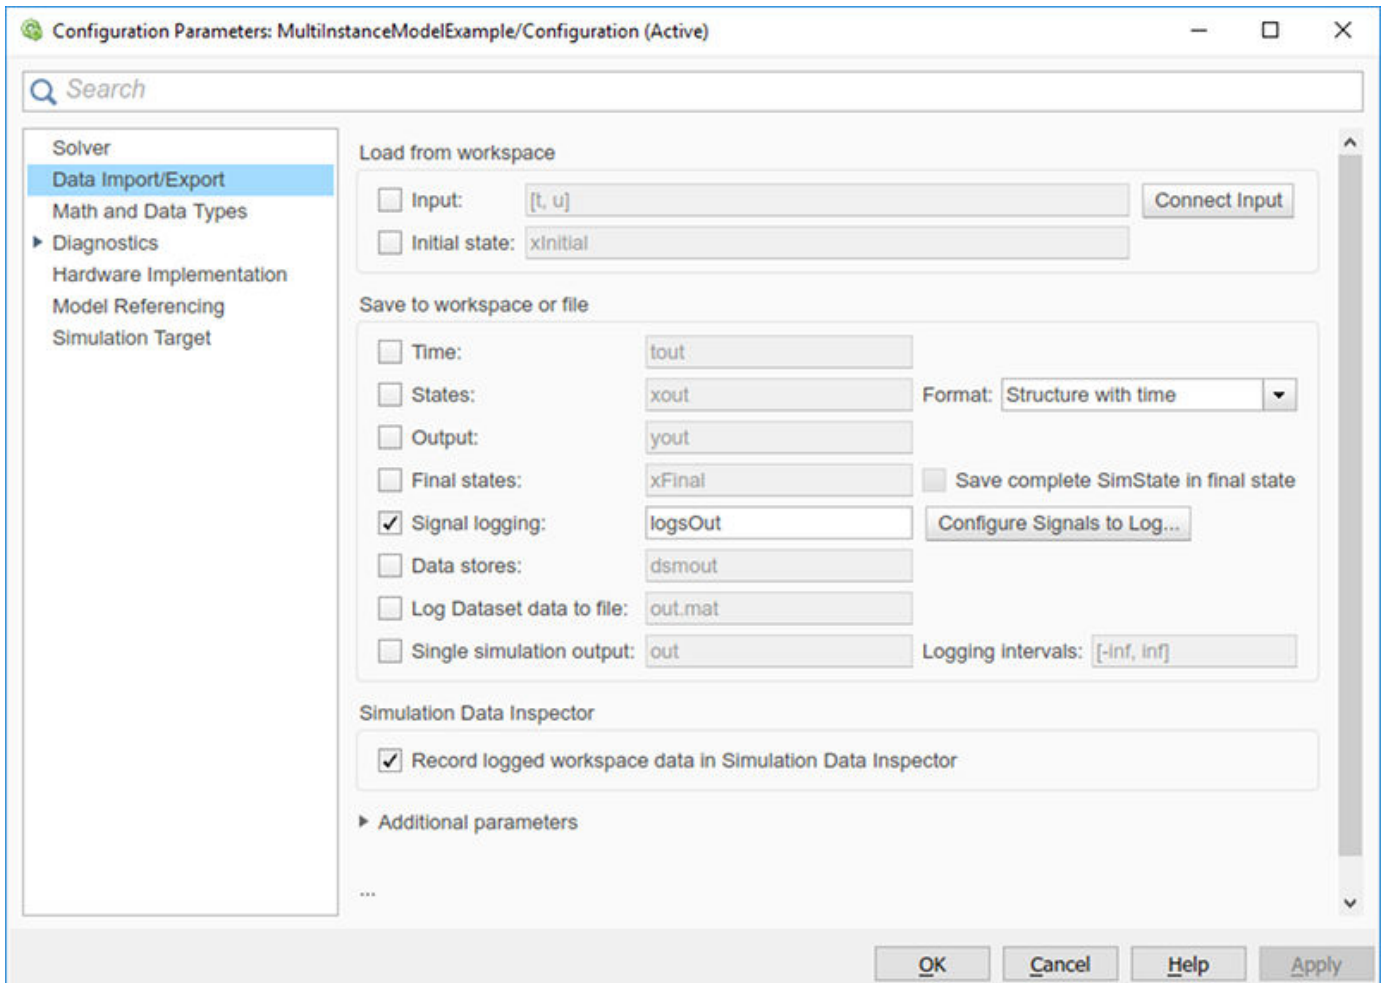 Configuration Parameters: MultiInstanceModelExample/Configuration (Active)
Search
Solver
Data Import/Export
Math and Data Types
Diagnostics
Hardware Implementation
Model Referencing
Simulation Target
Load from workspace
Input: [t, u] Connect Input
Initial state: xInitial
Save to workspace or file
Time: tout
States: xout Format: Structure with time
Output: yout
Final states: xFinal Save complete SimState in final state
Signal logging: logsOut Configure Signals to Log...
Data stores: dsmout
Log Dataset data to file: out.mat
Single simulation output: out Logging intervals: [-inf, inf]
Simulation Data Inspector
Record logged workspace data in Simulation Data Inspector
Additional parameters
...
OK Cancel Help Apply